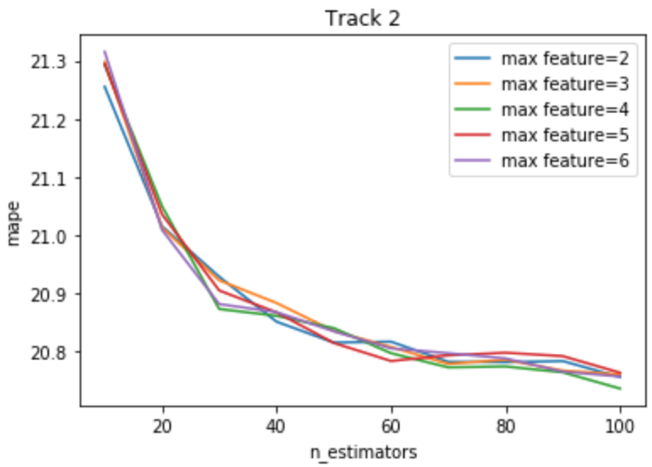 Track 2
max feature=2
max feature=3
max feature=4
max feature=5
max feature=6
mape
21.3
21.2
21.1
21.0
20.9
20.8
20
40
60
80
100
n_estimators